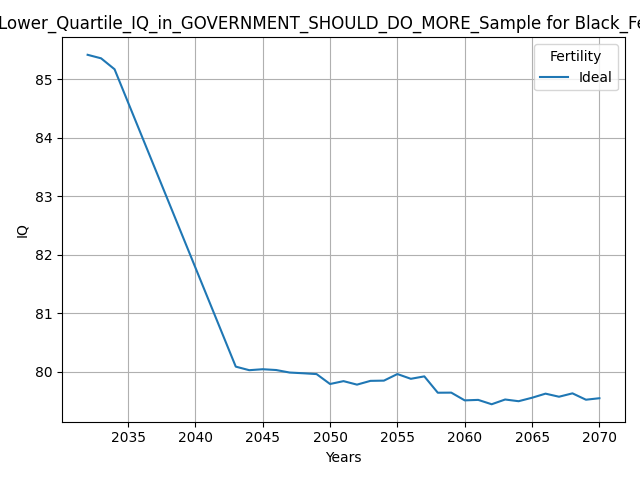 Lower_Quartile_IQ_in_GOVERNMENT_SHOULD_DO_MORE_Sample for Black_Fe
Fertility
Ideal
85
84
83
82
81
80
IQ
2035 2040 2045 2050 2055 2060 2065 2070
Years